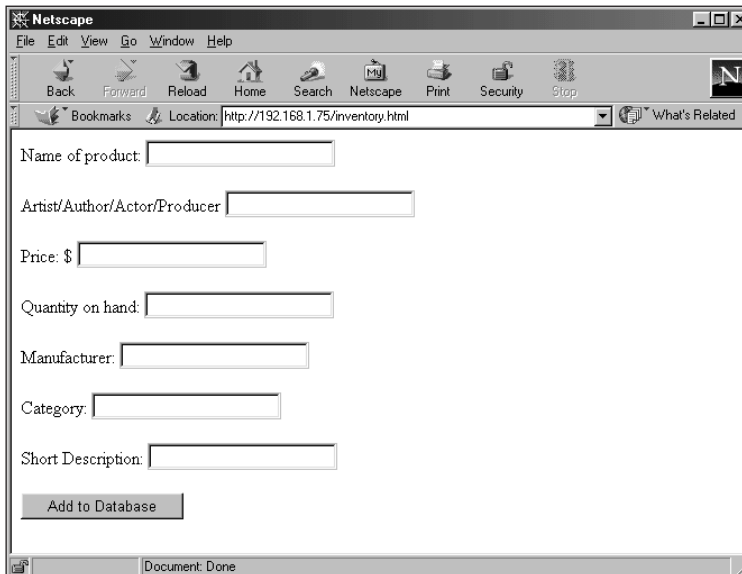 Netscape
File Edit View Go Window Help
N
Back Forward Reload Home Search My Netscape Print Security Stop
Bookmarks Location: http://192.168.1.75/inventory.html What's Related
Name of product:
Artist/Author/Actor/Producer
Price: $
Quantity on hand:
Manufacturer:
Category:
Short Description:
Add to Database
Document: Done